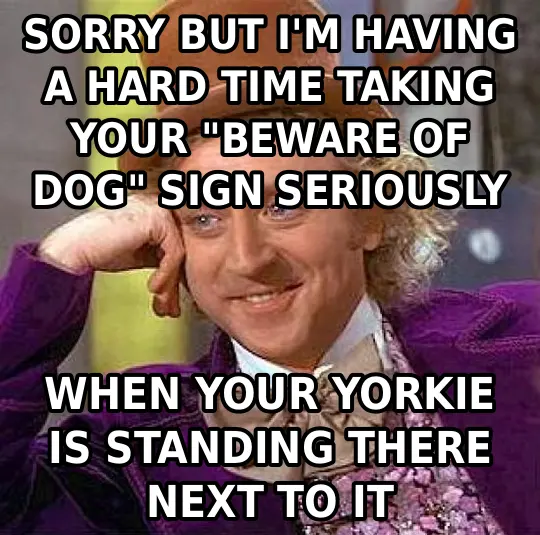 SORRY BUT I'M HAVING
A HARD TIME TAKING
YOUR "BEWARE OF
DOG" SIGN SERIOUSLY
WHEN YOUR YORKIE
IS STANDING THERE
NEXT TO IT